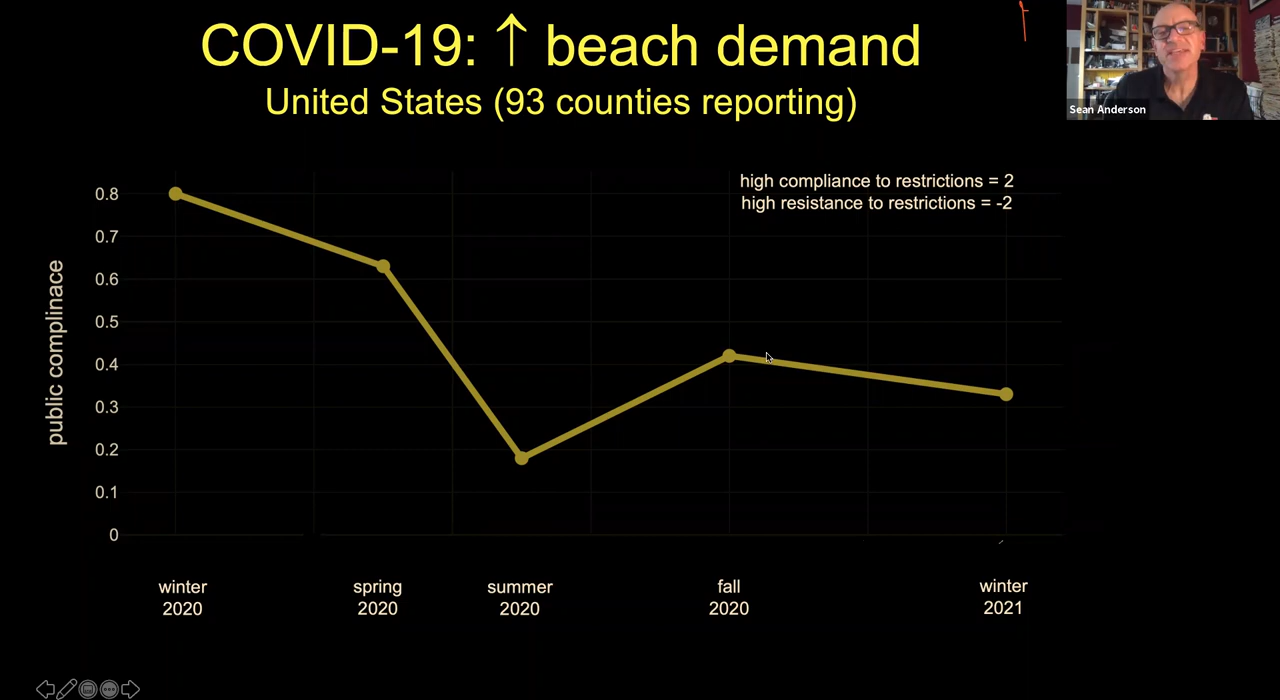 COVID-19: ↑ beach demand
United States (93 counties reporting)
Sean Anderson
high compliance to restrictions = 2
high resistance to restrictions = -2
public complinace
0.8
0.7
0.6
0.5
0.4
0.3
0.2
0.1
0
winter
2020
spring
2020
summer
2020
fall
2020
winter
2021